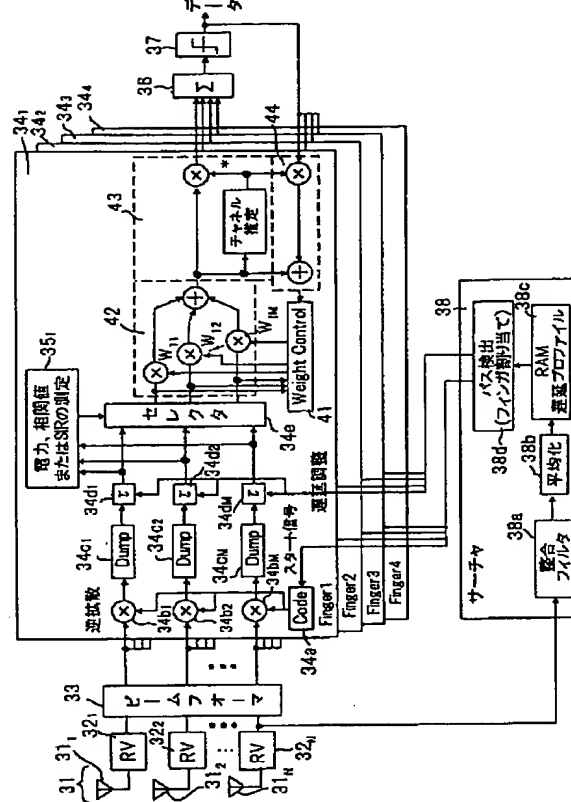 31
31₁
31₂
31N
32₁
RV
32₂
RV
32N
RV
33
ビームフォーマ
逆拡散
34b₁
34b₂
34bM
34c₁
Dump
34c₂
Dump
34cM
Dump
スタート信号
Code
34a
34d₁
34d₂
34dM
τ
τ
τ
遅延調整
電力、相関値
またはSIRの測定
35₁
セレクタ
34e
42
W₁₁
W₁₂
W₁M
Weight Control
41
43
チャネル
推定
*
44
34₁
34₂
34₃
34₄
Finger1
Finger2
Finger3
Finger4
36
Σ
37
データ
サーチャ
38
38a
整合
フィルタ
38b
平均化
38c
RAM
遅延プロファイル
38d
パス検出
(フィンガ割り当て)